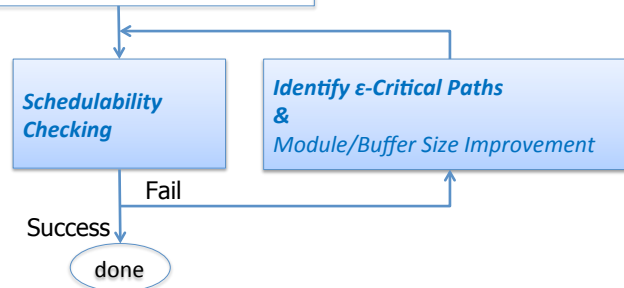 Schedulability
Checking
Identify ε-Critical Paths
&
Module/Buffer Size Improvement
Fail
Success
done